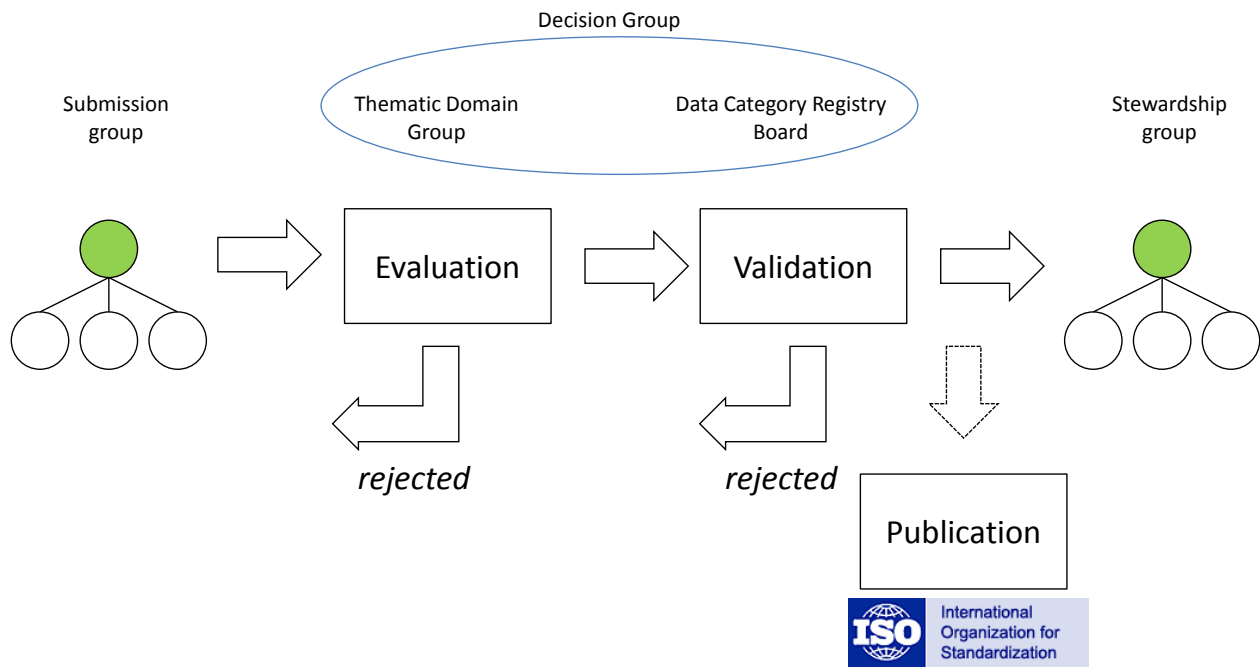 Decision Group
Submission
group
Thematic Domain
Group
Data Category Registry
Board
Stewardship
group
Evaluation
Validation
rejected
rejected
Publication
ISO
International
Organization for
Standardization